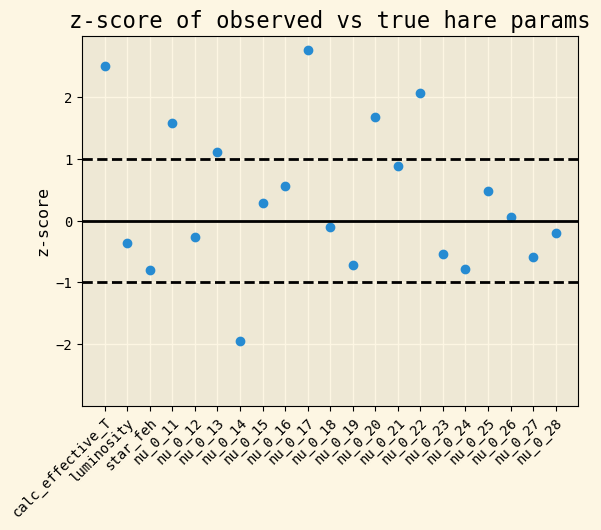 z-score of observed vs true hare params
z-score
2
1
0
−1
−2
calc_effective_T
luminosity
star_feh
nu_0_11
nu_0_12
nu_0_13
nu_0_14
nu_0_15
nu_0_16
nu_0_17
nu_0_18
nu_0_19
nu_0_20
nu_0_21
nu_0_22
nu_0_23
nu_0_24
nu_0_25
nu_0_26
nu_0_27
nu_0_28